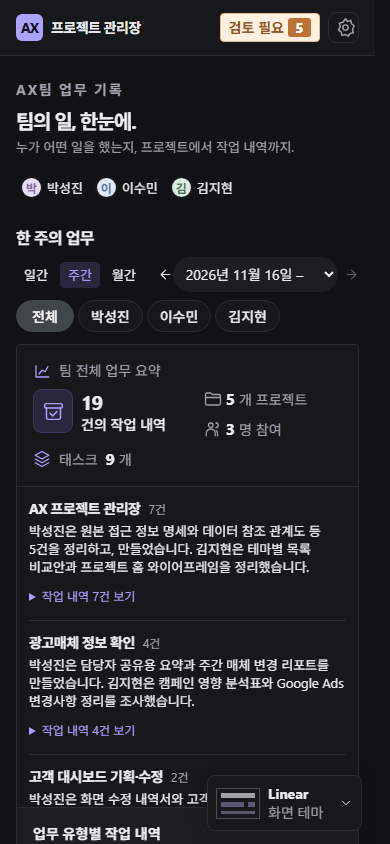 AX 프로젝트 관리장 검토 필요 5
AX팀 업무 기록
팀의 일, 한눈에.
누가 어떤 일을 했는지, 프로젝트에서 작업 내역까지.
박 박성진 이 이수민 김 김지현
한 주의 업무
일간 주간 월간 ← 2026년 11월 16일 – →
전체 박성진 이수민 김지현
팀 전체 업무 요약
19
건의 작업 내역
5 개 프로젝트
3 명 참여
태스크 9 개
AX 프로젝트 관리장 7건
박성진은 원본 접근 정보 명세와 데이터 참조 관계도 등
5건을 정리하고, 만들었습니다. 김지현은 테마별 목록
비교안과 프로젝트 홈 와이어프레임을 정리했습니다.
▶ 작업 내역 7건 보기
광고매체 정보 확인 4건
박성진은 담당자 공유용 요약과 주간 매체 변경 리포트를
만들었습니다. 김지현은 캠페인 영향 분석표와 Google Ads
변경사항 정리를 조사했습니다.
▶ 작업 내역 4건 보기
고객 대시보드 기획·수정 2건
박성진은 화면 수정 내역서와 고객
Linear
화면 테마
업무 유형별 작업 내역